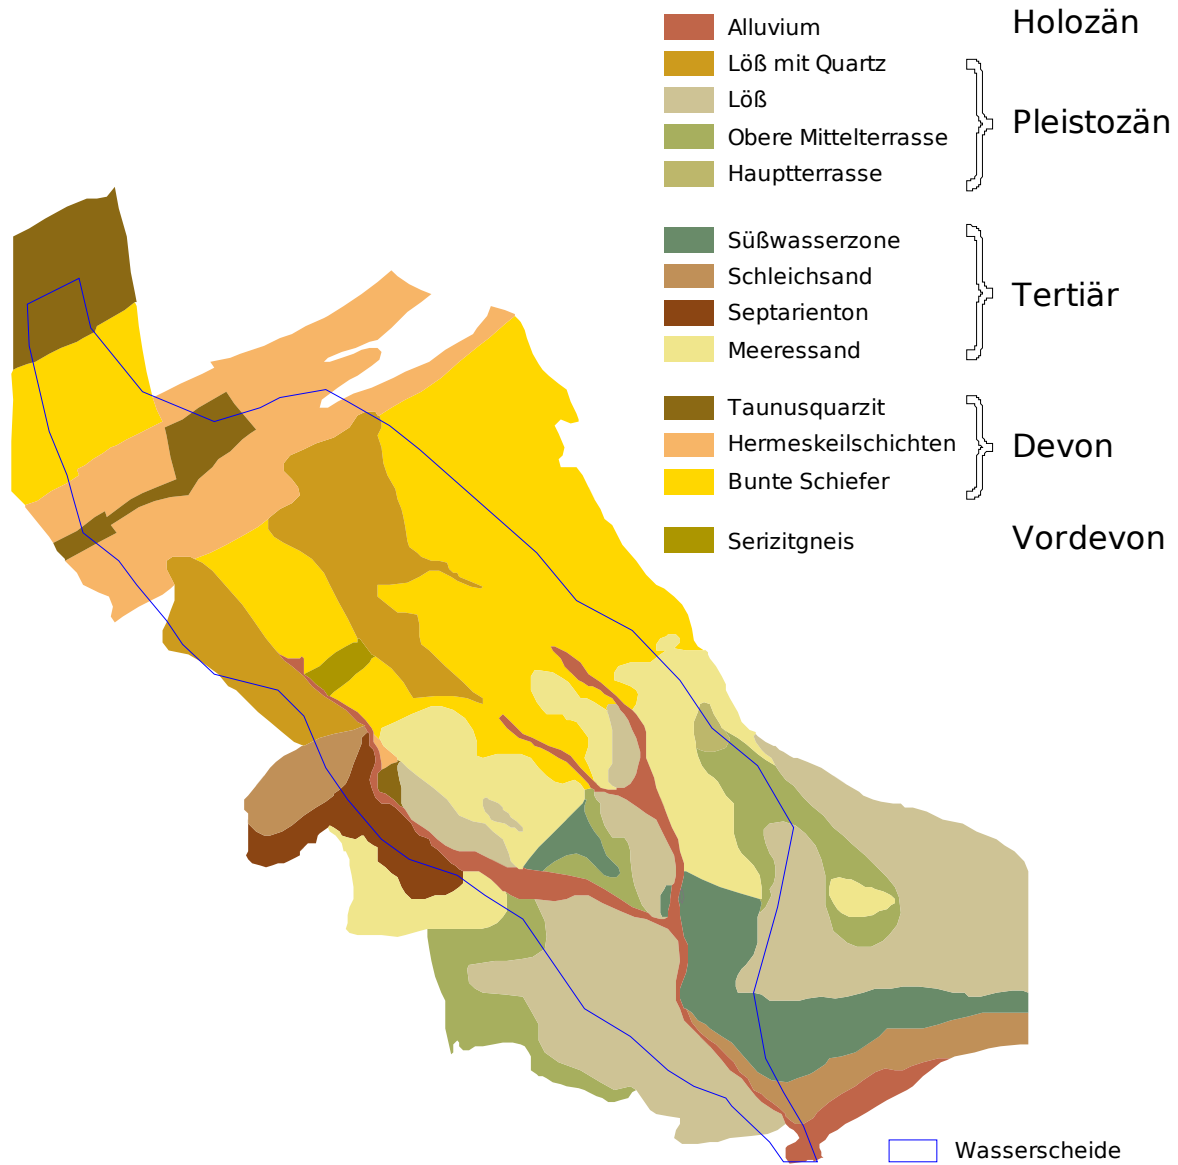 Alluvium
Holozän
Löß mit Quartz
Löß
Obere Mittelterrasse
Hauptterrasse
Pleistozän
Süßwasserzone
Schleichsand
Septarienton
Meeressand
Tertiär
Taunusquarzit
Hermeskeilschichten
Bunte Schiefer
Devon
Serizitgneis
Vordevon
Wasserscheide